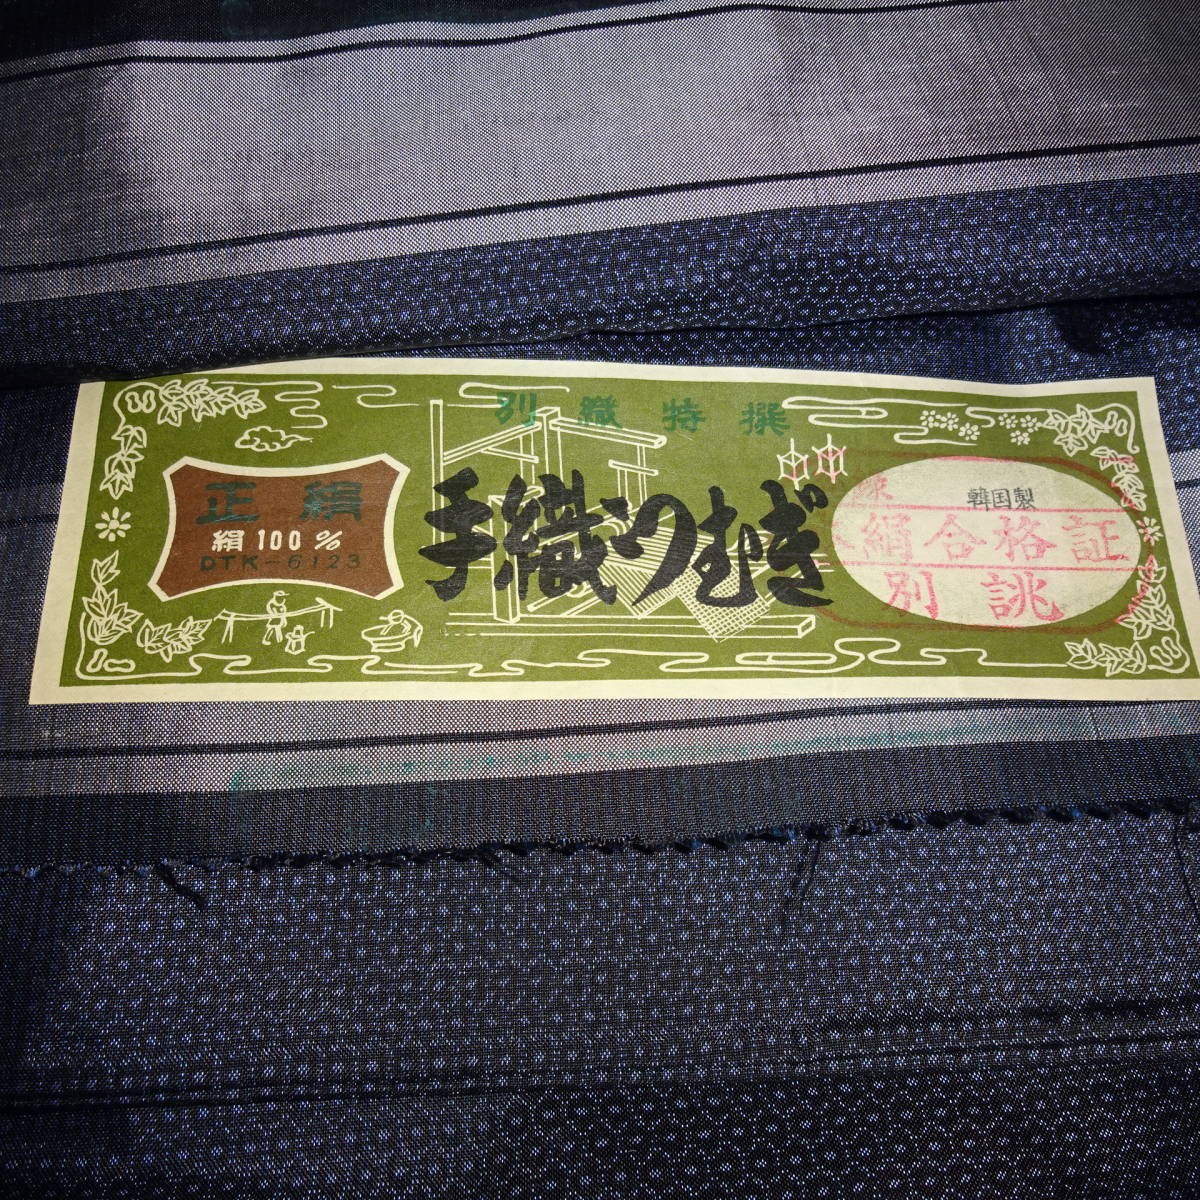 別織特撰
正絹
絹100%
DTK-6123
手織つむぎ
韓国製
絹合格証
別誂